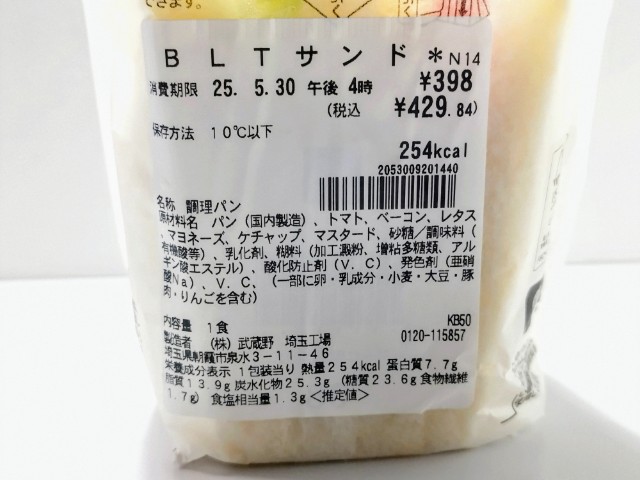 できます。
BLTサンド*N14
消費期限 25. 5.30 午後 4時 ¥398
(税込 ¥429.84)
保存方法 10℃以下
254kcal
2053009201440
名称 調理パン
原材料名 パン(国内製造)、トマト、ベーコン、レタス
、マヨネーズ、ケチャップ、マスタード、砂糖/調味料(
有機酸等)、乳化剤、糊料(加工澱粉、増粘多糖類、アル
ギン酸エステル)、酸化防止剤(V.C)、発色剤(亜硝
酸Na)、V.C、(一部に卵・乳成分・小麦・大豆・豚
肉・りんごを含む)
内容量 1食 KB50
製造者 (株)武蔵野 埼玉工場 0120-115857
埼玉県朝霞市泉水3-11-46
栄養成分表示 1包装当り 熱量254kcal 蛋白質7.7g
脂質13.9g 炭水化物25.3g (糖質23.6g 食物繊維
1.7g) 食塩相当量1.3g <推定値>